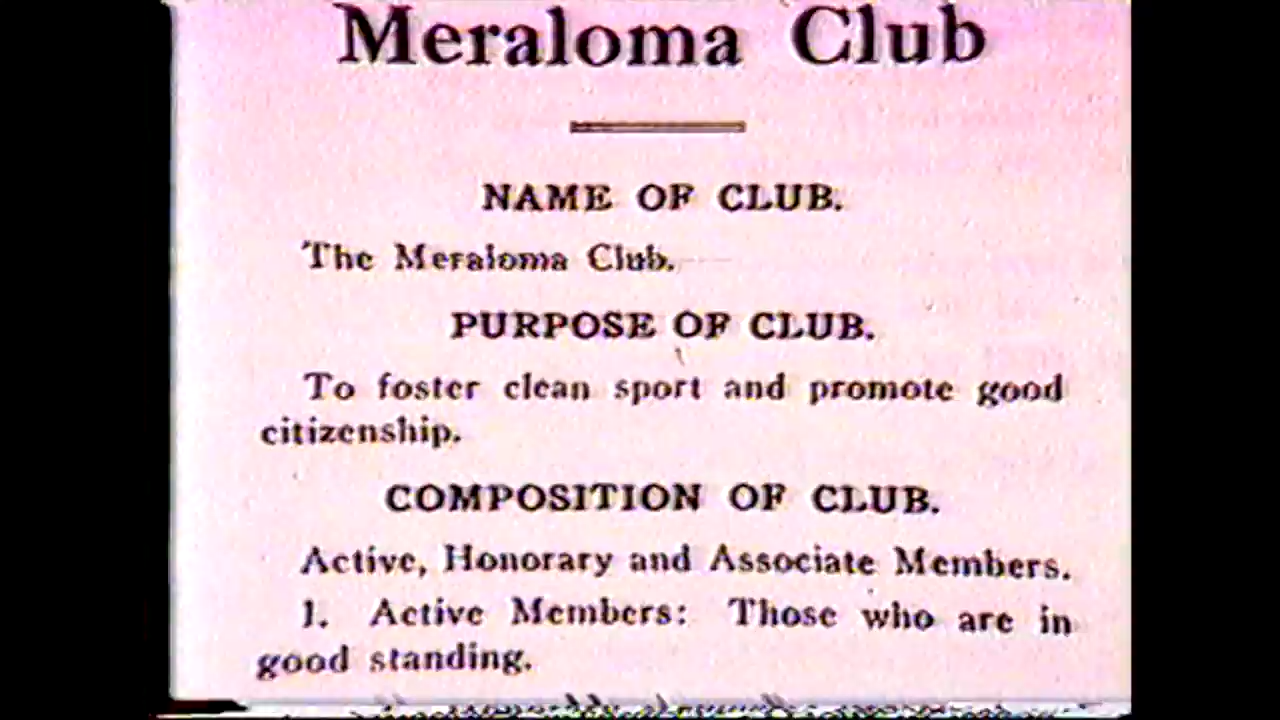 Meraloma Club
NAME OF CLUB.
The Meraloma Club.
PURPOSE OF CLUB.
To foster clean sport and promote good
citizenship.
COMPOSITION OF CLUB.
Active, Honorary and Associate Members.
1. Active Members: Those who are in
good standing.